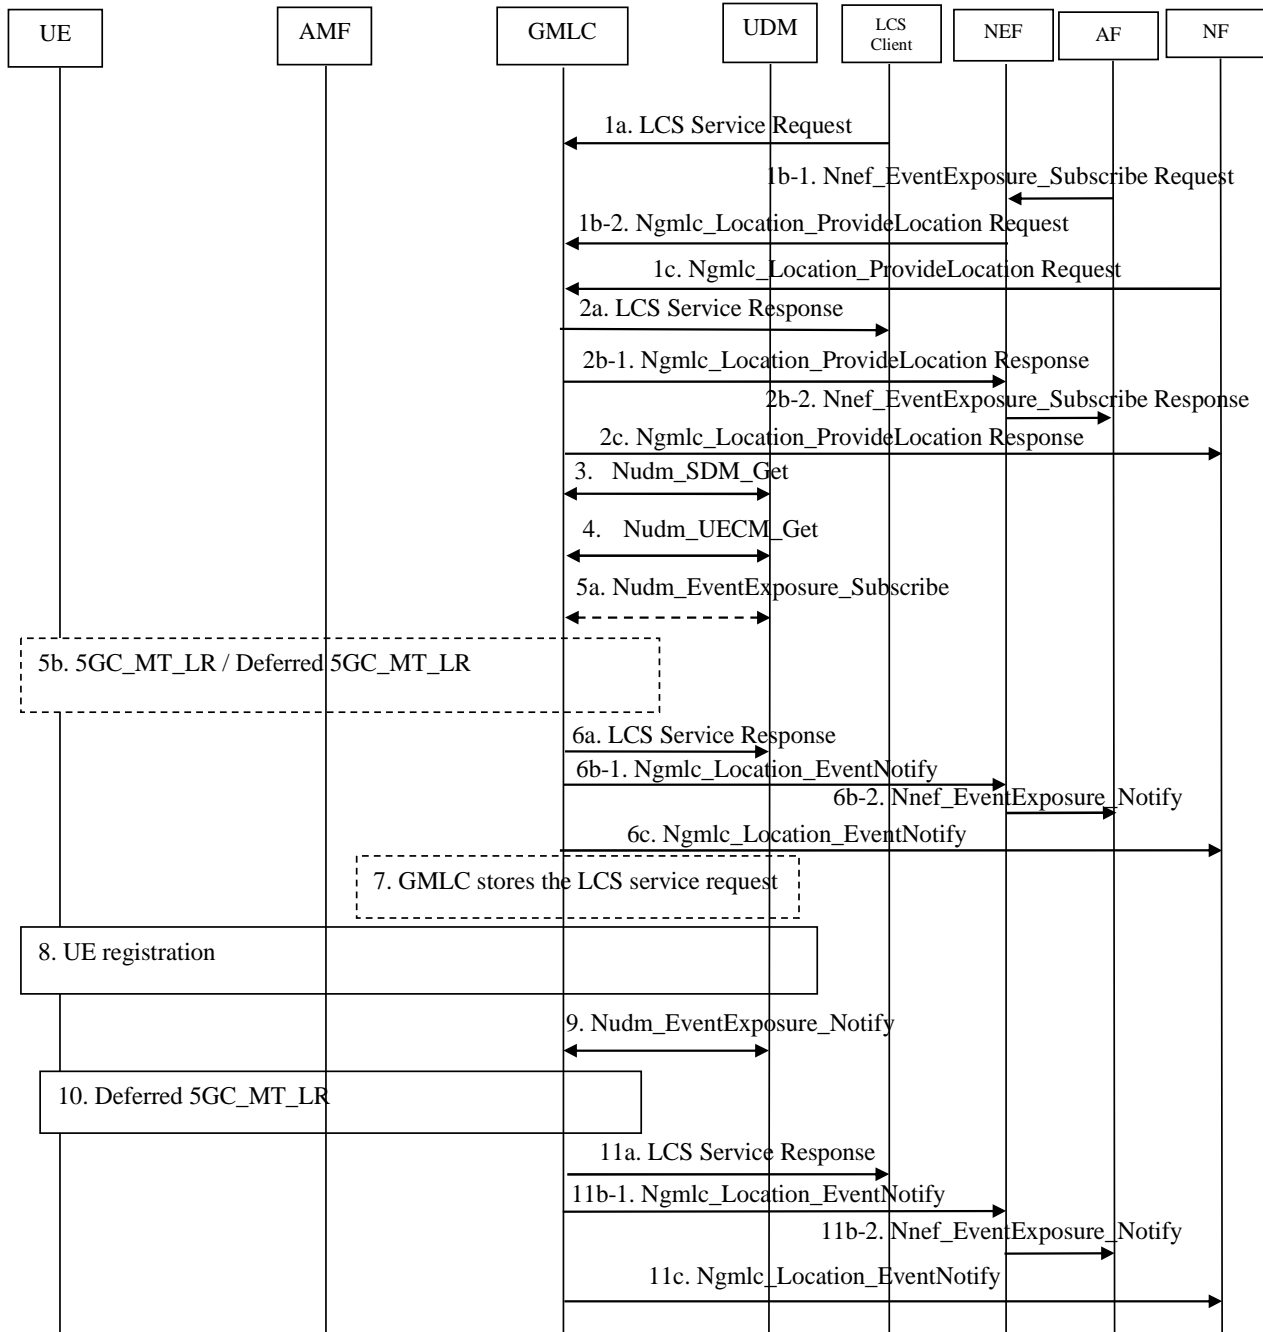 UE
AMF
GMLC
UDM
LCS
Client
NEF
AF
NF
1a. LCS Service Request
1b-1. Nnef_EventExposure_Subscribe Request
1b-2. Ngmlc_Location_ProvideLocation Request
1c. Ngmlc_Location_ProvideLocation Request
2a. LCS Service Response
2b-1. Ngmlc_Location_ProvideLocation Response
2b-2. Nnef_EventExposure_Subscribe Response
2c. Ngmlc_Location_ProvideLocation Response
3. Nudm_SDM_Get
4. Nudm_UECM_Get
5a. Nudm_EventExposure_Subscribe
5b. 5GC_MT_LR / Deferred 5GC_MT_LR
6a. LCS Service Response
6b-1. Ngmlc_Location_EventNotify
6b-2. Nnef_EventExposure_Notify
6c. Ngmlc_Location_EventNotify
7. GMLC stores the LCS service request
8. UE registration
9. Nudm_EventExposure_Notify
10. Deferred 5GC_MT_LR
11a. LCS Service Response
11b-1. Ngmlc_Location_EventNotify
11b-2. Nnef_EventExposure_Notify
11c. Ngmlc_Location_EventNotify